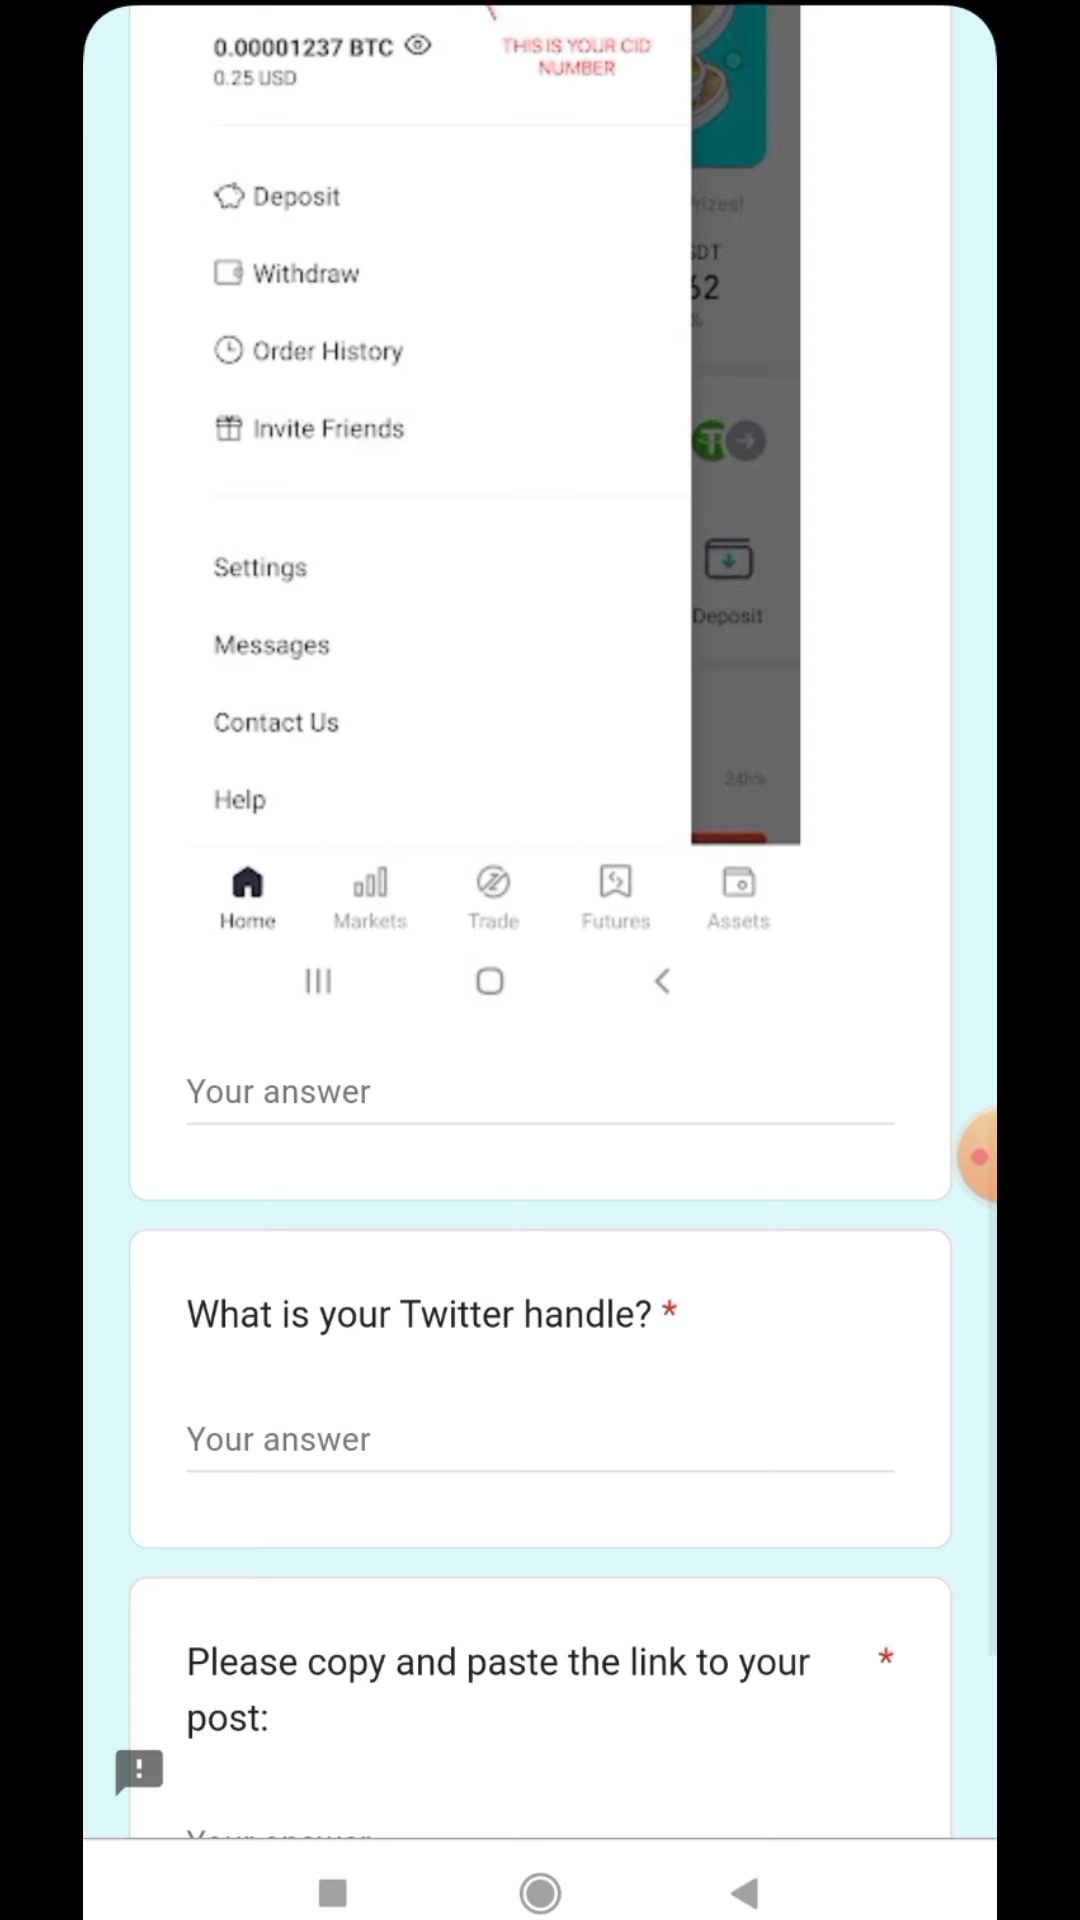 0.00001237 BTC
0.25 USD
THIS IS YOUR CID
NUMBER
Deposit
Withdraw
Order History
Invite Friends
Settings
Messages
Contact Us
Help
62
Deposit
24h%
Home
Markets
Trade
Futures
Assets
Your answer
What is your Twitter handle? *
Your answer
Please copy and paste the link to your *
post: